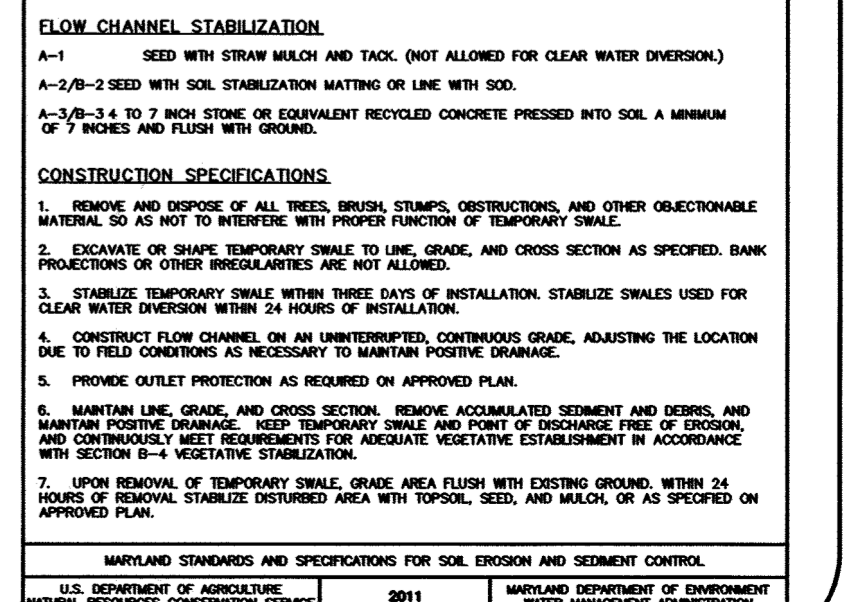 FLOW CHANNEL STABILIZATION
A-1 SEED WITH STRAW MULCH AND TACK. (NOT ALLOWED FOR CLEAR WATER DIVERSION.)
A-2/B-2 SEED WITH SOIL STABILIZATION MATTING OR LINE WITH SOD.
A-3/B-3 4 TO 7 INCH STONE OR EQUIVALENT RECYCLED CONCRETE PRESSED INTO SOIL A MINIMUM
OF 7 INCHES AND FLUSH WITH GROUND.
CONSTRUCTION SPECIFICATIONS
1. REMOVE AND DISPOSE OF ALL TREES, BRUSH, STUMPS, OBSTRUCTIONS, AND OTHER OBJECTIONABLE
MATERIAL SO AS NOT TO INTERFERE WITH PROPER FUNCTION OF TEMPORARY SWALE.
2. EXCAVATE OR SHAPE TEMPORARY SWALE TO LINE, GRADE, AND CROSS SECTION AS SPECIFIED. BANK
PROJECTIONS OR OTHER IRREGULARITIES ARE NOT ALLOWED.
3. STABILIZE TEMPORARY SWALE WITHIN THREE DAYS OF INSTALLATION. STABILIZE SWALES USED FOR
CLEAR WATER DIVERSION WITHIN 24 HOURS OF INSTALLATION.
4. CONSTRUCT FLOW CHANNEL ON AN UNINTERRUPTED, CONTINUOUS GRADE, ADJUSTING THE LOCATION
DUE TO FIELD CONDITIONS AS NECESSARY TO MAINTAIN POSITIVE DRAINAGE.
5. PROVIDE OUTLET PROTECTION AS REQUIRED ON APPROVED PLAN.
6. MAINTAIN LINE, GRADE, AND CROSS SECTION. REMOVE ACCUMULATED SEDIMENT AND DEBRIS, AND
MAINTAIN POSITIVE DRAINAGE. KEEP TEMPORARY SWALE AND POINT OF DISCHARGE FREE OF EROSION,
AND CONTINUOUSLY MEET REQUIREMENTS FOR ADEQUATE VEGETATIVE ESTABLISHMENT IN ACCORDANCE
WITH SECTION B-4 VEGETATIVE STABILIZATION.
7. UPON REMOVAL OF TEMPORARY SWALE, GRADE AREA FLUSH WITH EXISTING GROUND. WITHIN 24
HOURS OF REMOVAL STABILIZE DISTURBED AREA WITH TOPSOIL, SEED, AND MULCH, OR AS SPECIFIED ON
APPROVED PLAN.
MARYLAND STANDARDS AND SPECIFICATIONS FOR SOIL EROSION AND SEDIMENT CONTROL
U.S. DEPARTMENT OF AGRICULTURE
NATURAL RESOURCES CONSERVATION SERVICE
2011
MARYLAND DEPARTMENT OF ENVIRONMENT
WATER MANAGEMENT ADMINISTRATION